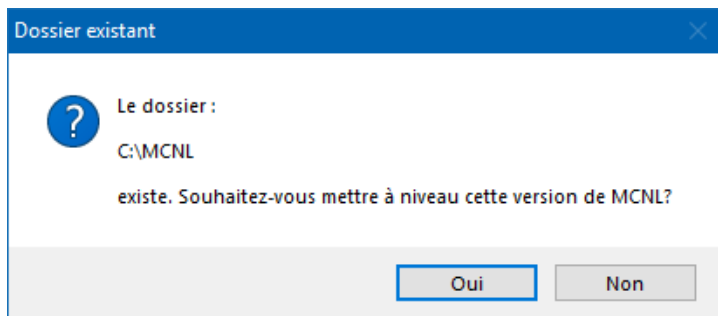 Dossier existant
Le dossier :
C:\MCNL
existe. Souhaitez-vous mettre à niveau cette version de MCNL?
Oui
Non